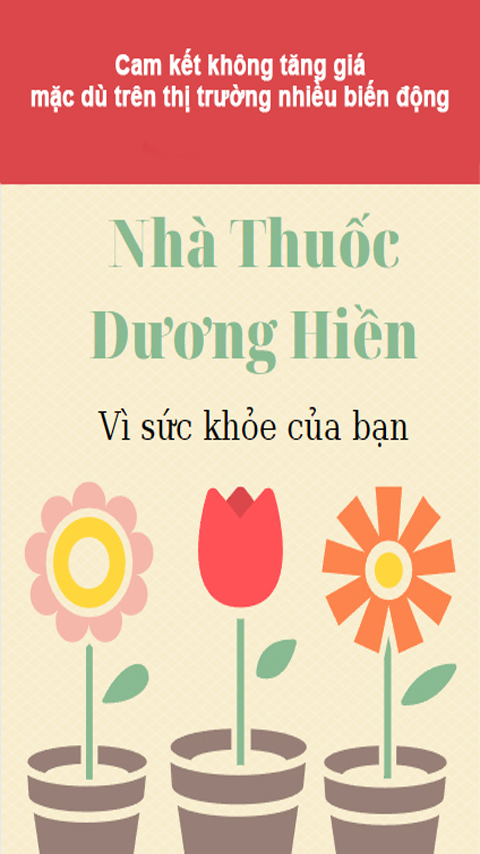 Cam kết không tăng giá
mặc dù trên thị trường nhiều biến động
Nhà Thuốc
Dương Hiền
Vì sức khỏe của bạn